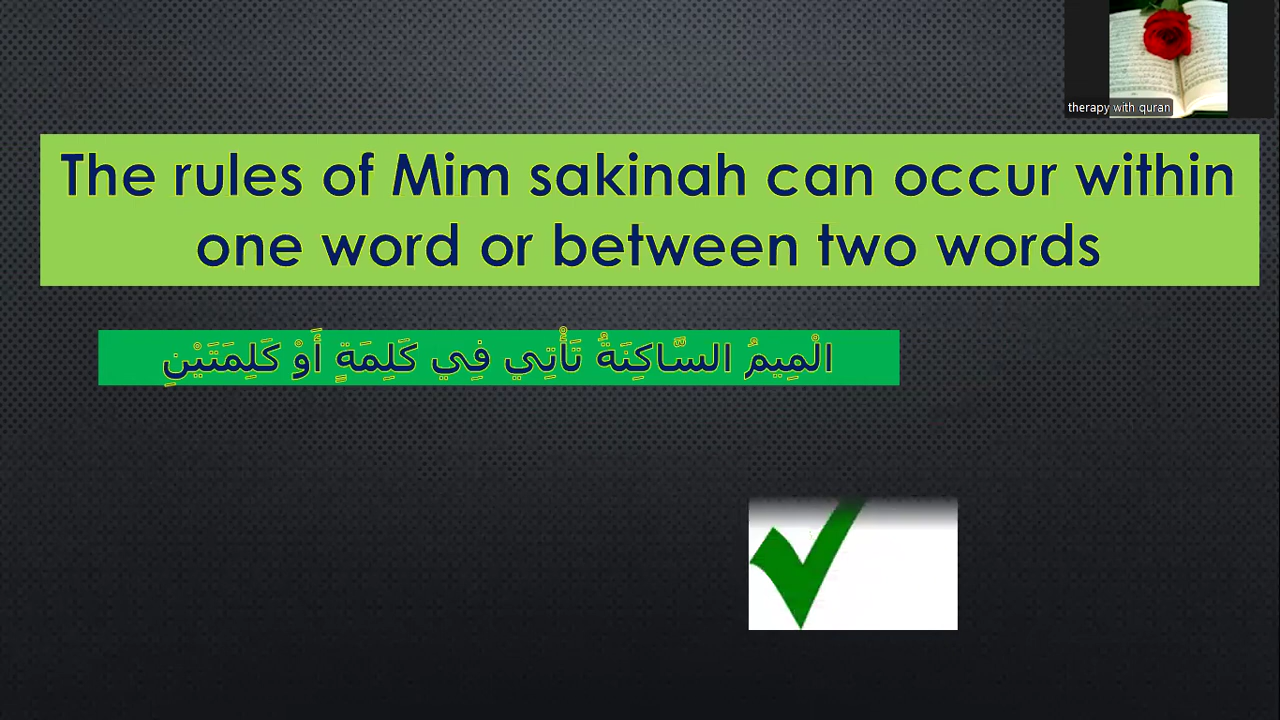 therapy with quran
The rules of Mim sakinah can occur within
one word or between two words
الْمِيمُ السَّاكِنَةُ تَأْتِي فِي كَلِمَةٍ أَوْ كَلِمَتَيْنِ